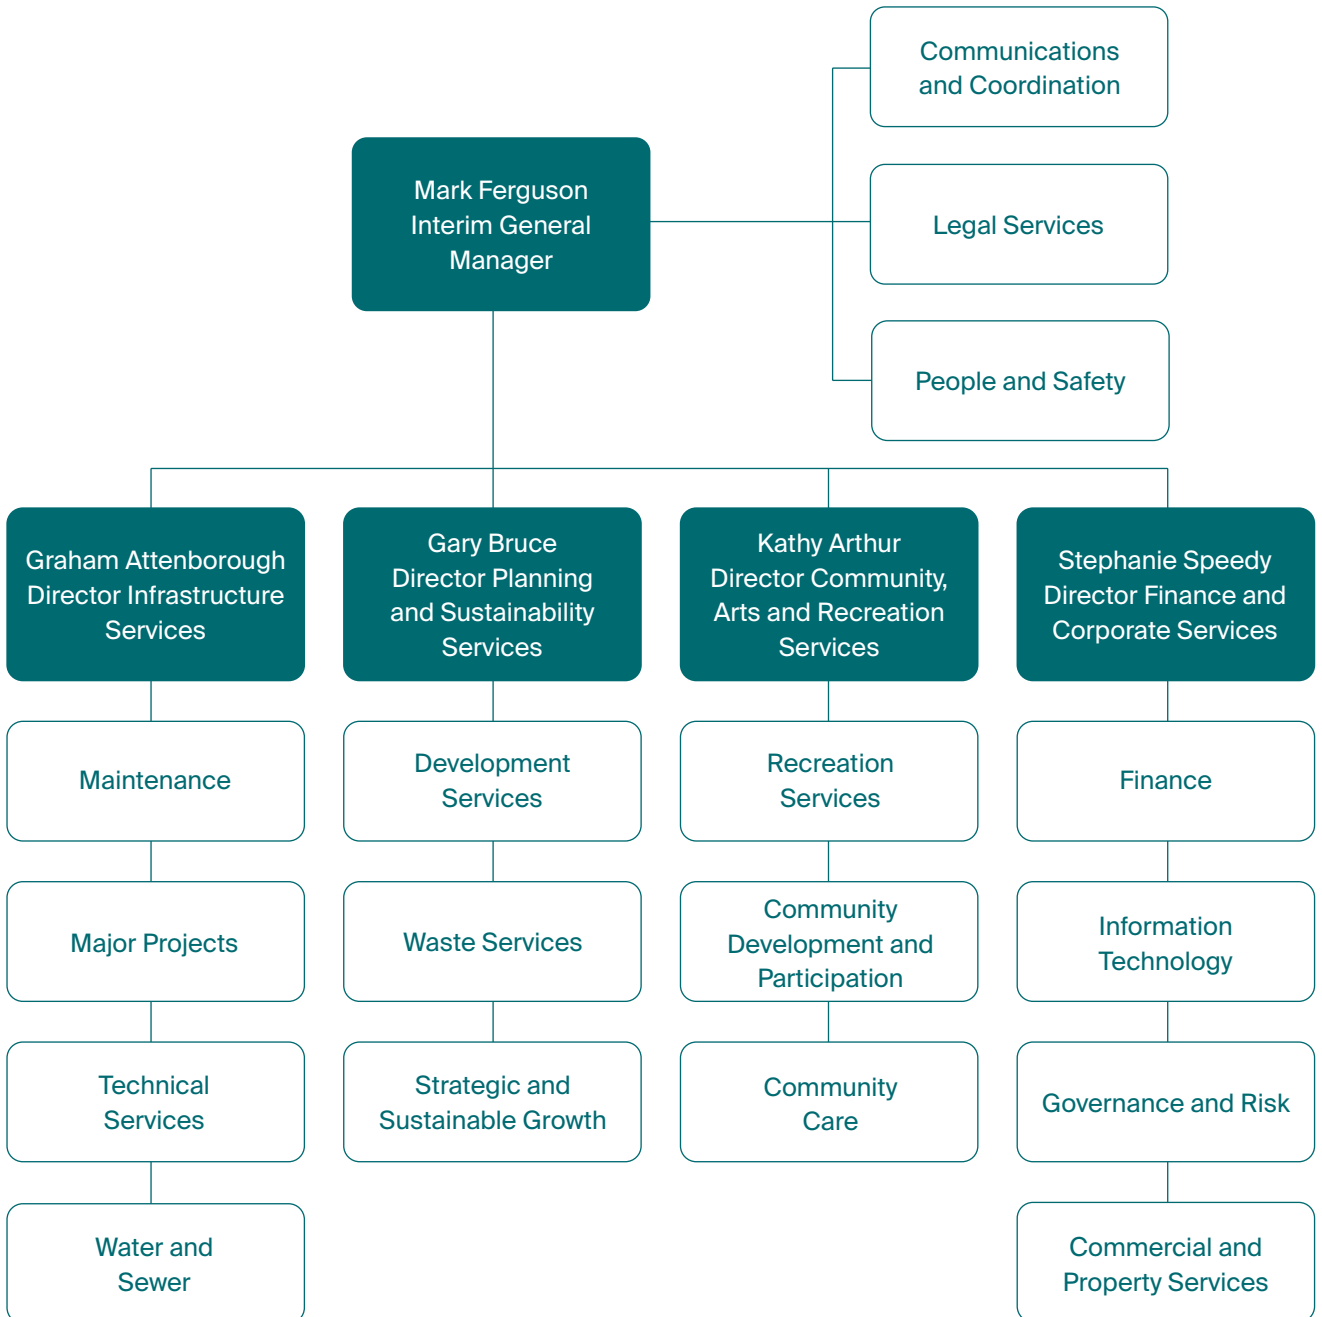 Communications
and Coordination
Mark Ferguson
Interim General
Manager
Legal Services
People and Safety
Graham Attenborough
Director Infrastructure
Services
Gary Bruce
Director Planning
and Sustainability
Services
Kathy Arthur
Director Community,
Arts and Recreation
Services
Stephanie Speedy
Director Finance and
Corporate Services
Maintenance
Development
Services
Recreation
Services
Finance
Major Projects
Waste Services
Community
Development and
Participation
Information
Technology
Technical
Services
Strategic and
Sustainable Growth
Community
Care
Governance and Risk
Water and
Sewer
Commercial and
Property Services